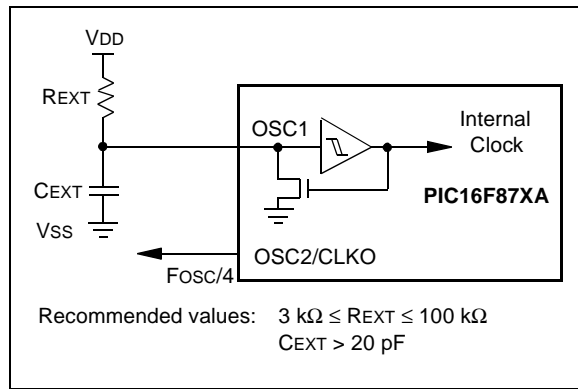 VDD
REXT
OSC1
Internal
Clock
CEXT
PIC16F87XA
VSS
OSC2/CLKO
FOSC/4
Recommended values: 3 kΩ ≤ REXT ≤ 100 kΩ
CEXT > 20 pF